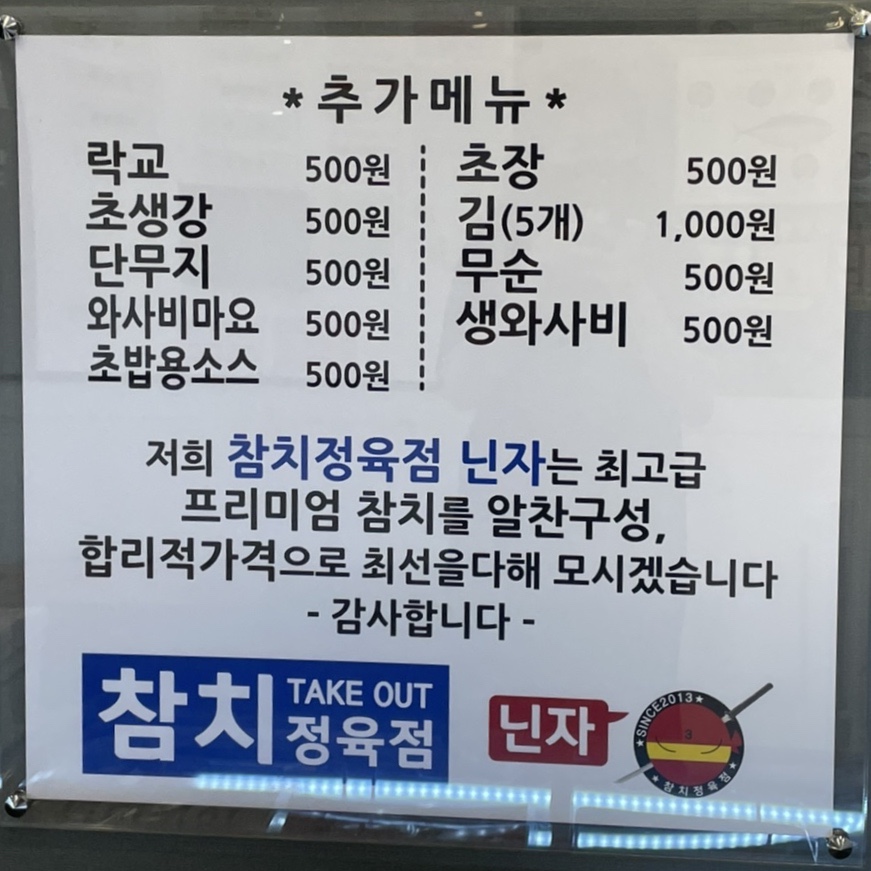 * 추가메뉴 *
락교 500원
초생강 500원
단무지 500원
와사비마요 500원
초밥용소스 500원
초장 500원
김(5개) 1,000원
무순 500원
생와사비 500원
저희 참치정육점 닌자는 최고급
프리미엄 참치를 알찬구성,
합리적가격으로 최선을다해 모시겠습니다
- 감사합니다 -
참치 TAKE OUT
정육점
닌자
★SINCE2013★
3
★참치정육점★